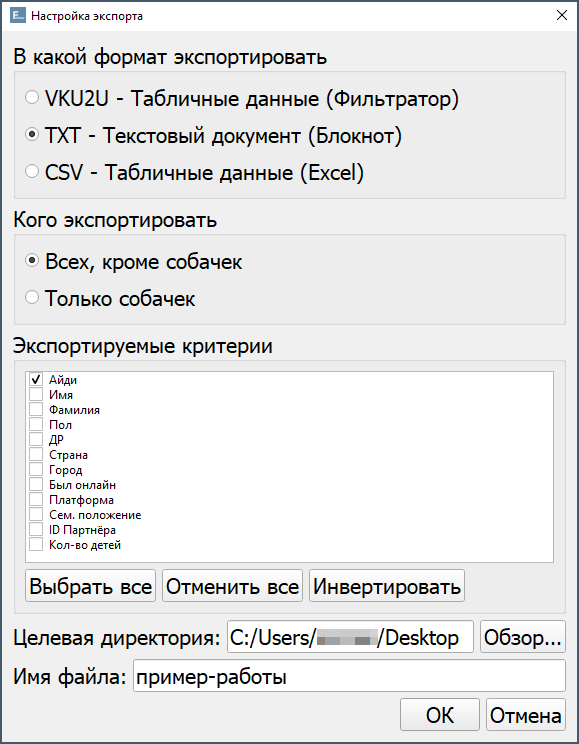 E...
Настройка экспорта
В какой формат экспортировать
VKU2U - Табличные данные (Фильтратор)
TXT - Текстовый документ (Блокнот)
CSV - Табличные данные (Excel)
Кого экспортировать
Всех, кроме собачек
Только собачек
Экспортируемые критерии
Айди
Имя
Фамилия
Пол
ДР
Страна
Город
Был онлайн
Платформа
Сем. положение
ID Партнёра
Кол-во детей
Выбрать все Отменить все Инвертировать
Целевая директория: C:/Users/ /Desktop Обзор...
Имя файла: пример-работы
OK Отмена